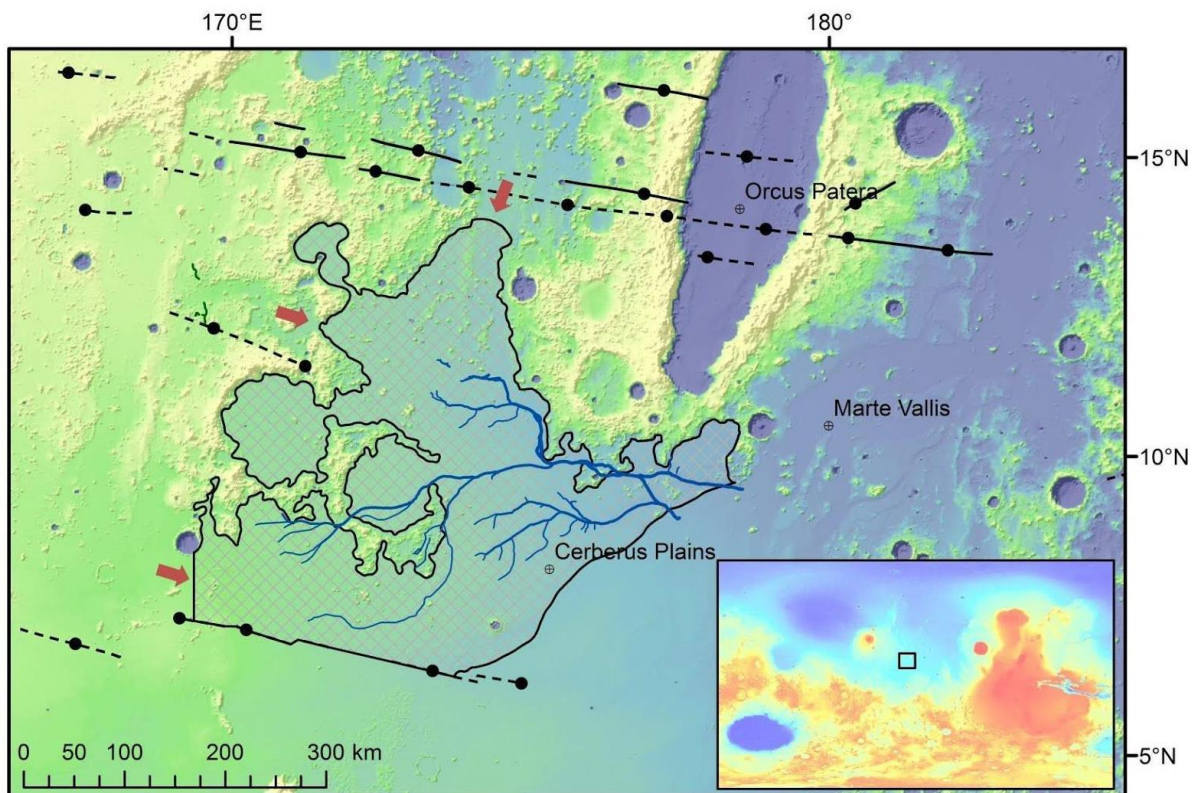 170°E 180°
15°N
Orcus Patera
Marte Vallis
10°N
Cerberus Plains
0 50 100 200 300 km
5°N